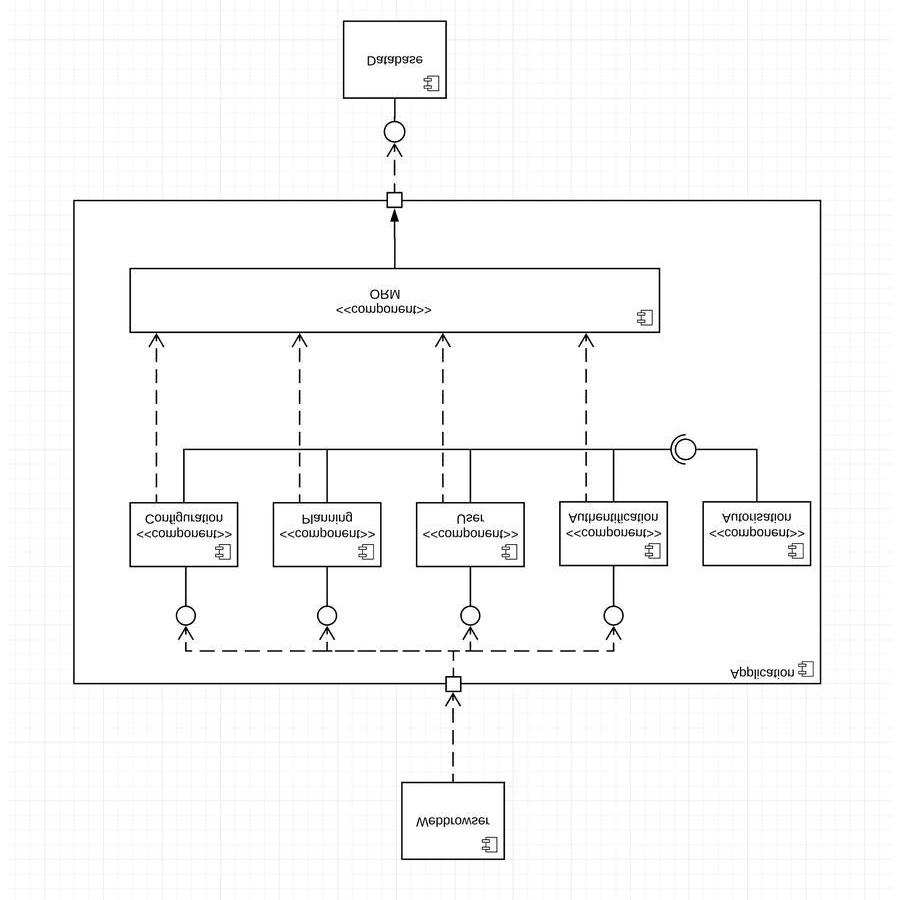 Webbrowser
Application
<<component>>
Configuration
<<component>>
Planning
<<component>>
User
<<component>>
Authentification
<<component>>
Autorisation
<<component>>
ORM
Database